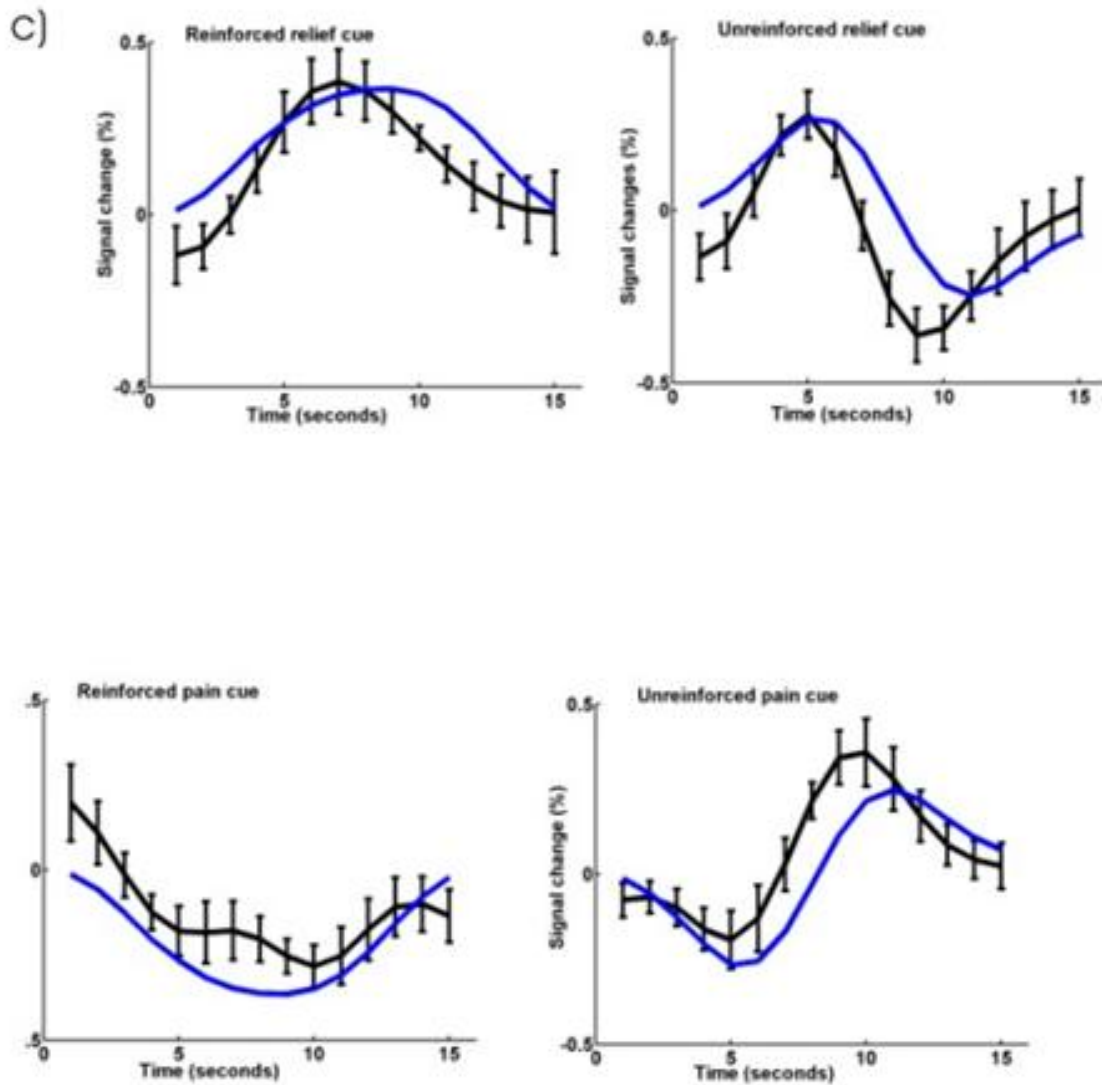 C)
Reinforced relief cue
Signal change (%)
0.5
0
-0.5
0 5 10 15
Time (seconds)
Unreinforced relief cue
Signal changes (%)
0.5
0
-0.5
0 5 10 15
Time (seconds)
Reinforced pain cue
.5
0
.5
0 5 10 15
Time (seconds)
Unreinforced pain cue
Signal change (%)
0.5
0
-0.5
0 5 10 15
Time (seconds)